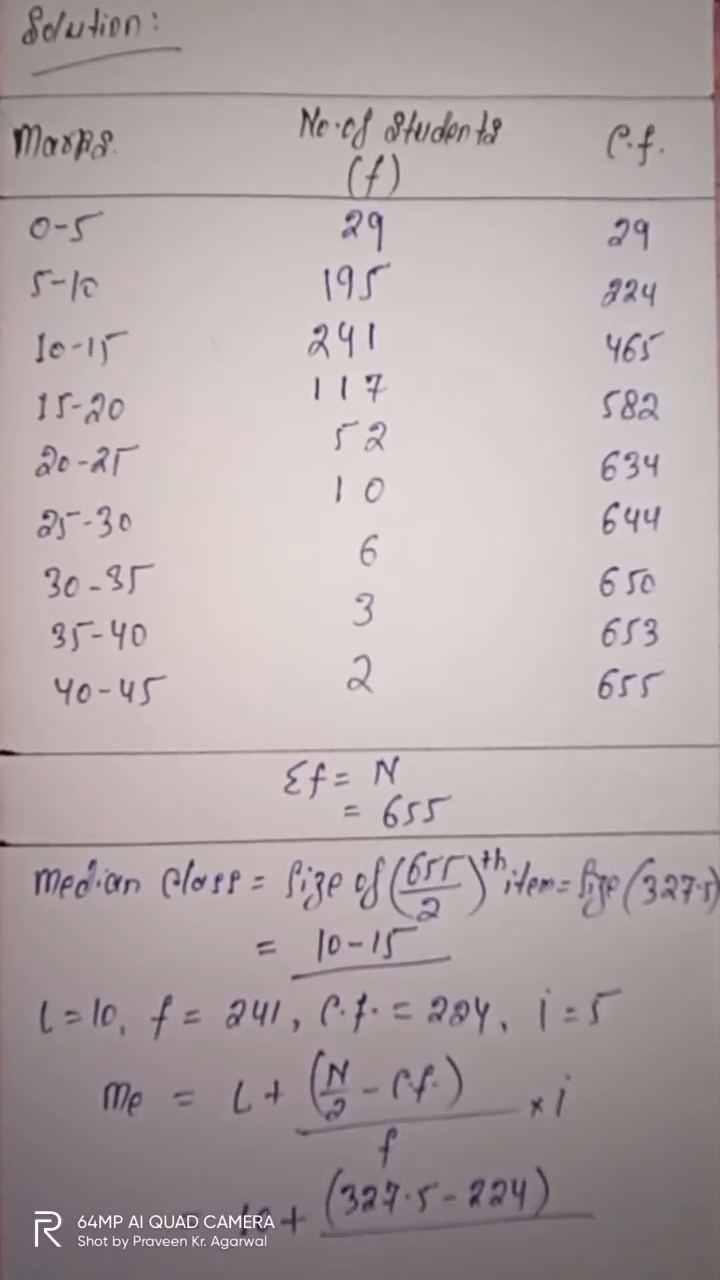 Solution:
Marks. No. of Students C.f.
(f)
0-5 29 29
5-10 195 224
10-15 241 465
15-20 117 582
20-25 52 634
25-30 10 644
30-35 6 650
35-40 3 653
40-45 2 655
Σf = N
= 655
Median Class = Size of (655/2)th item = Size (327.5)
= 10-15
L=10, f = 241, C.f. = 224, i = 5
Me = L + (N/2 - C.f.)/f × i
= 10 + (327.5 - 224)
R 64MP AI QUAD CAMERA
Shot by Praveen Kr. Agarwal